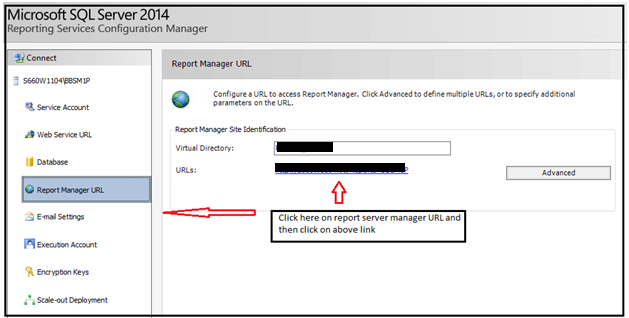 Microsoft SQL Server 2014
Reporting Services Configuration Manager
Connect
S660W1104\BBSM1P
Service Account
Web Service URL
Database
Report Manager URL
E-mail Settings
Execution Account
Encryption Keys
Scale-out Deployment
Report Manager URL
Configure a URL to access Report Manager. Click Advanced to define multiple URLs, or to specify additional
parameters on the URL.
Report Manager Site Identification
Virtual Directory:
URLs:
Advanced
Click here on report server manager URL and
then click on above link